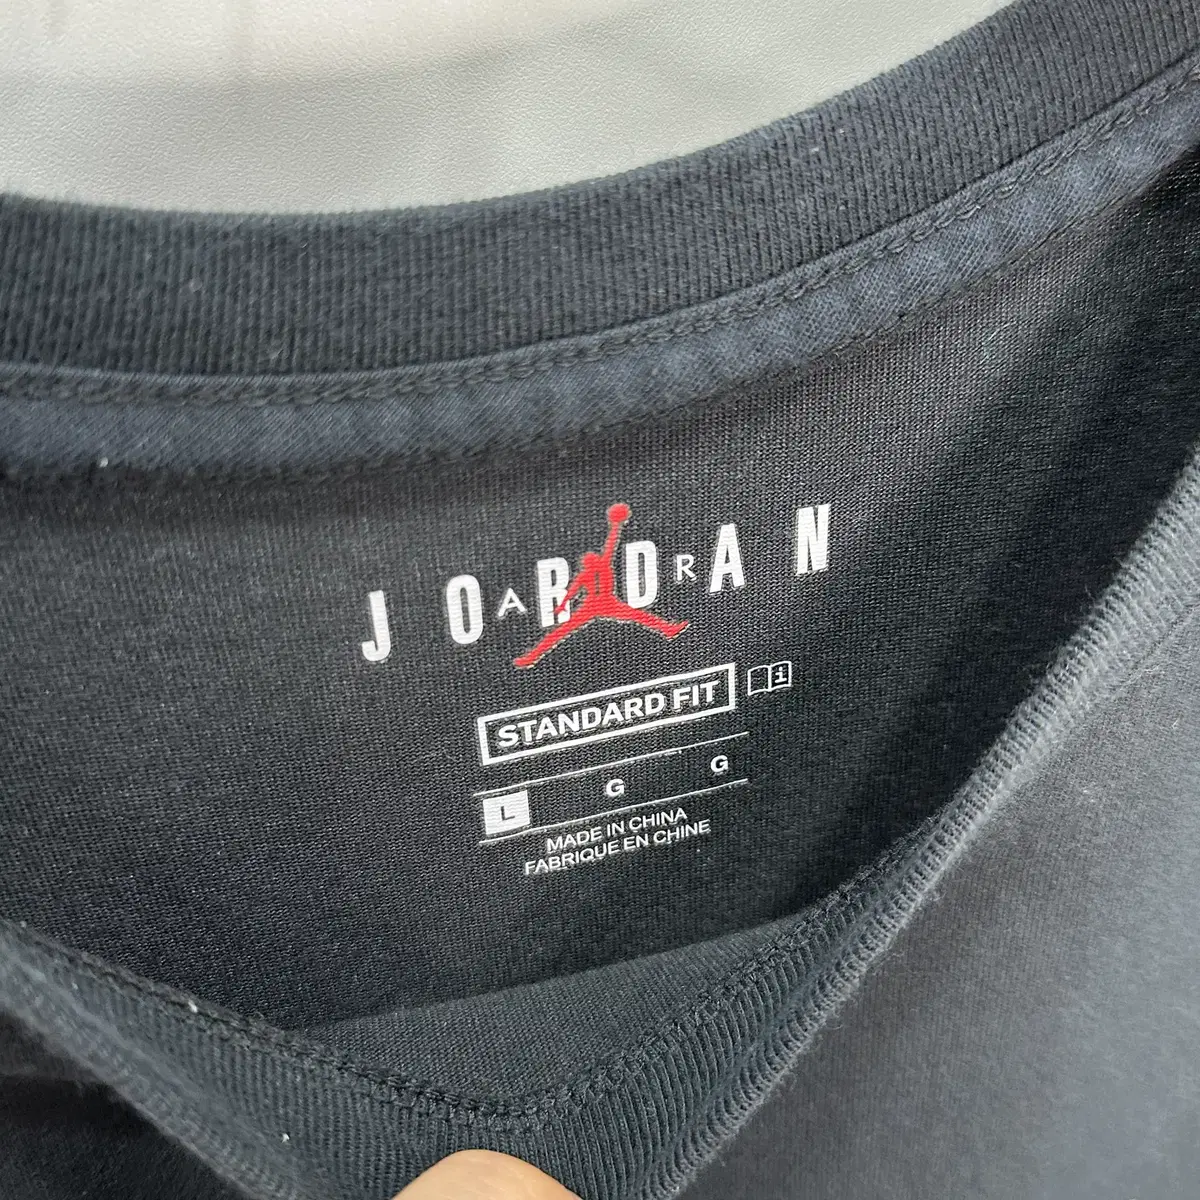 JORDAN
AIR
STANDARD FIT
L G G
MADE IN CHINA
FABRIQUE EN CHINE